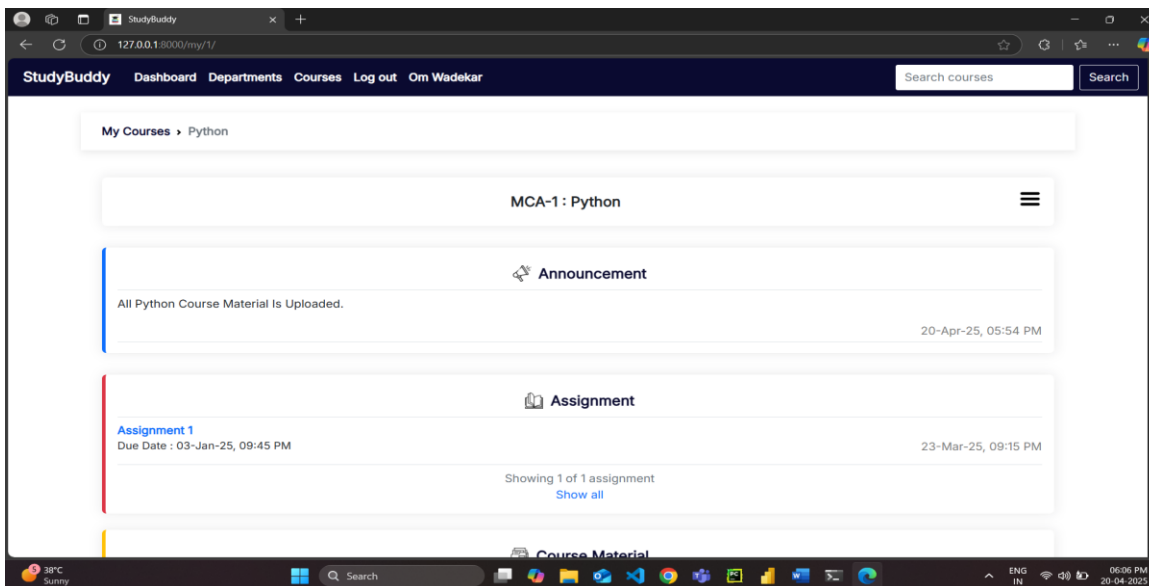 StudyBuddy
127.0.0.1:8000/my/1/
StudyBuddy Dashboard Departments Courses Log out Om Wadekar Search courses Search
My Courses › Python
MCA-1 : Python
Announcement
All Python Course Material Is Uploaded.
20-Apr-25, 05:54 PM
Assignment
Assignment 1
Due Date : 03-Jan-25, 09:45 PM
23-Mar-25, 09:15 PM
Showing 1 of 1 assignment
Show all
Course Material
5 38°C
Sunny
Search
ENG
IN
06:06 PM
20-04-2025